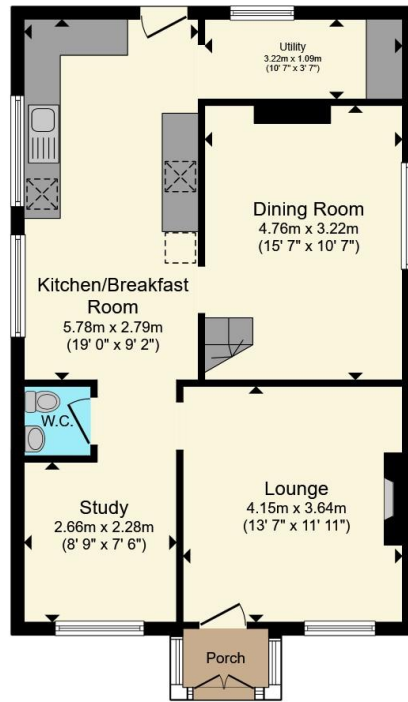 Utility
3.22m x 1.09m
(10' 7" x 3' 7")
Dining Room
4.76m x 3.22m
(15' 7" x 10' 7")
Kitchen/Breakfast
Room
5.78m x 2.79m
(19' 0" x 9' 2")
W.C.
Study
2.66m x 2.28m
(8' 9" x 7' 6")
Lounge
4.15m x 3.64m
(13' 7" x 11' 11")
Porch